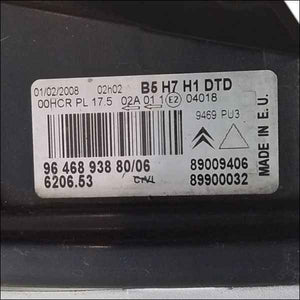 01/02/2008 02h02 B5 H7 H1 DTD
00HCR PL 17.5 02A 01 1 E2 04018
9469 PU3
96 468 938 80/06 89009406
6206.53 CIVL 89900032
MADE IN E.U.